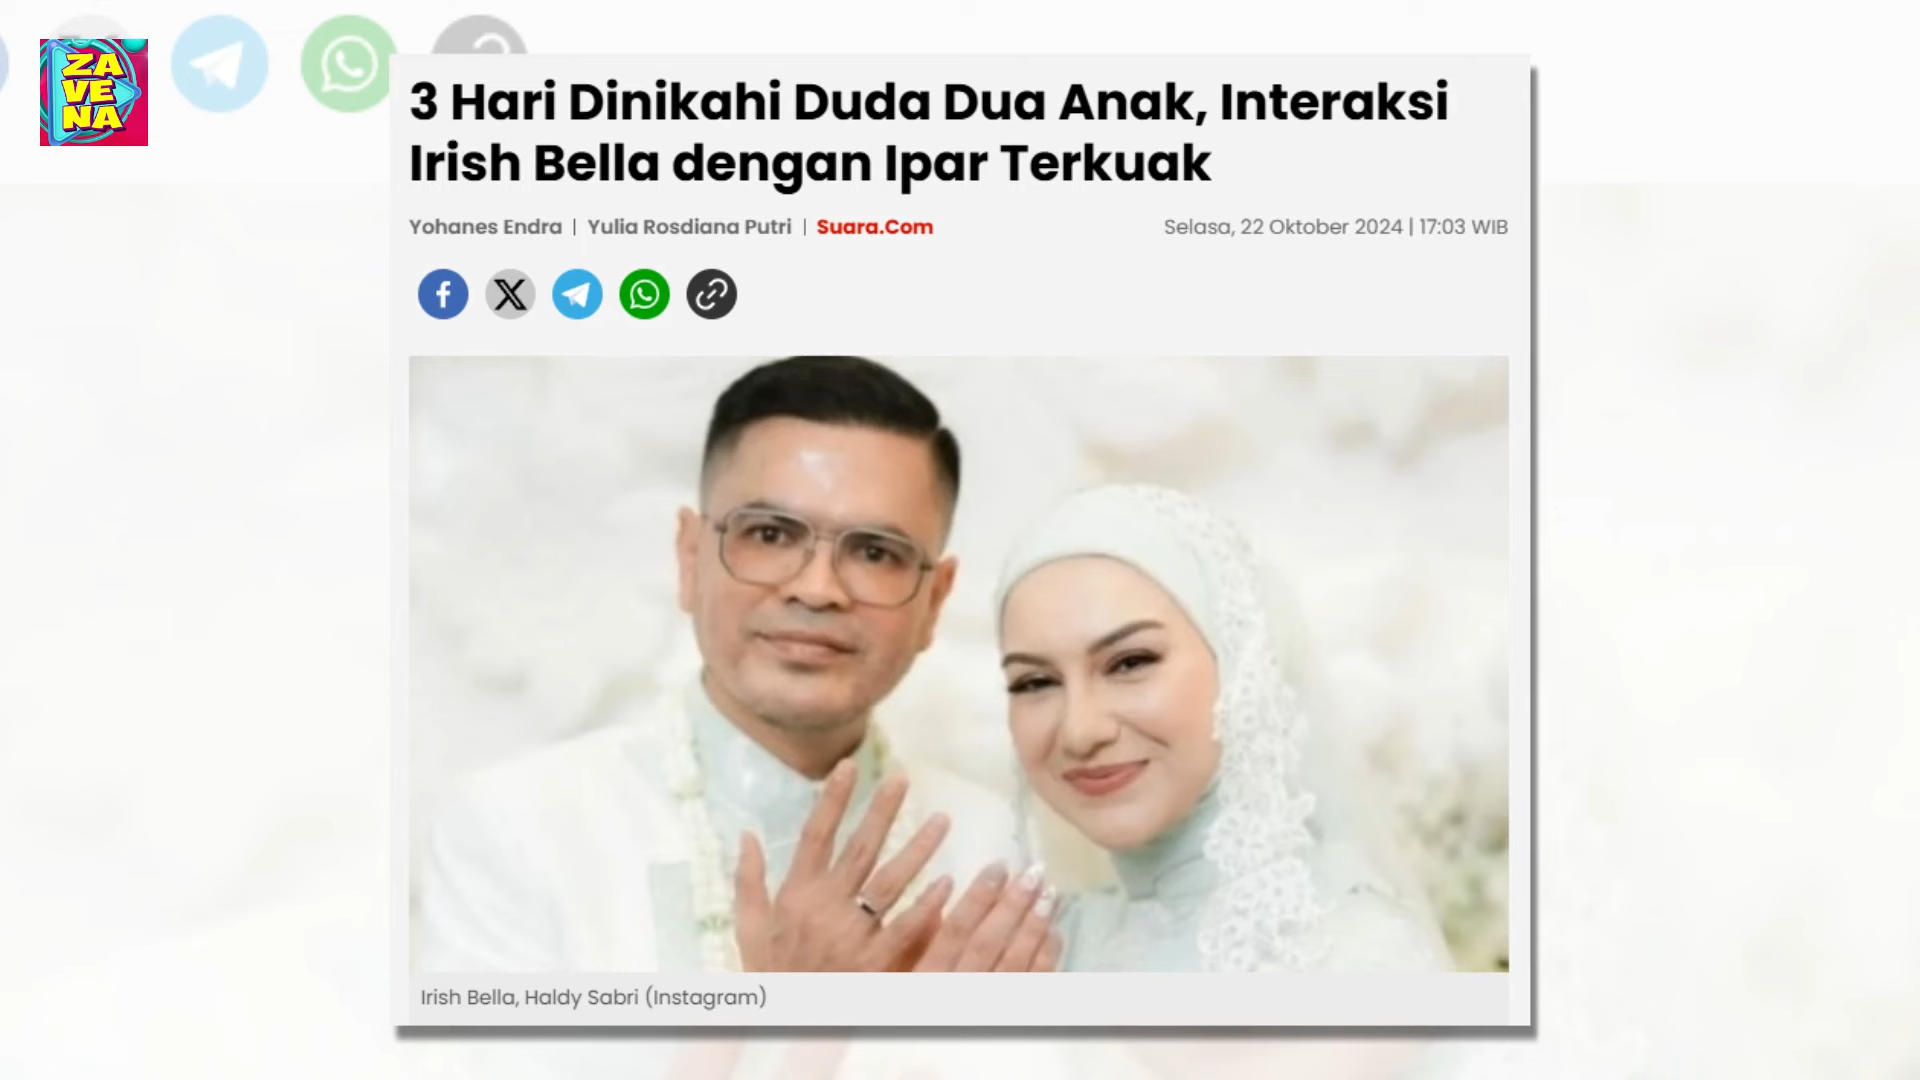 ZA
VE
NA
3 Hari Dinikahi Duda Dua Anak, Interaksi
Irish Bella dengan Ipar Terkuak
Yohanes Endra | Yulia Rosdiana Putri | Suara.Com
Selasa, 22 Oktober 2024 | 17:03 WIB
Irish Bella, Haldy Sabri (Instagram)